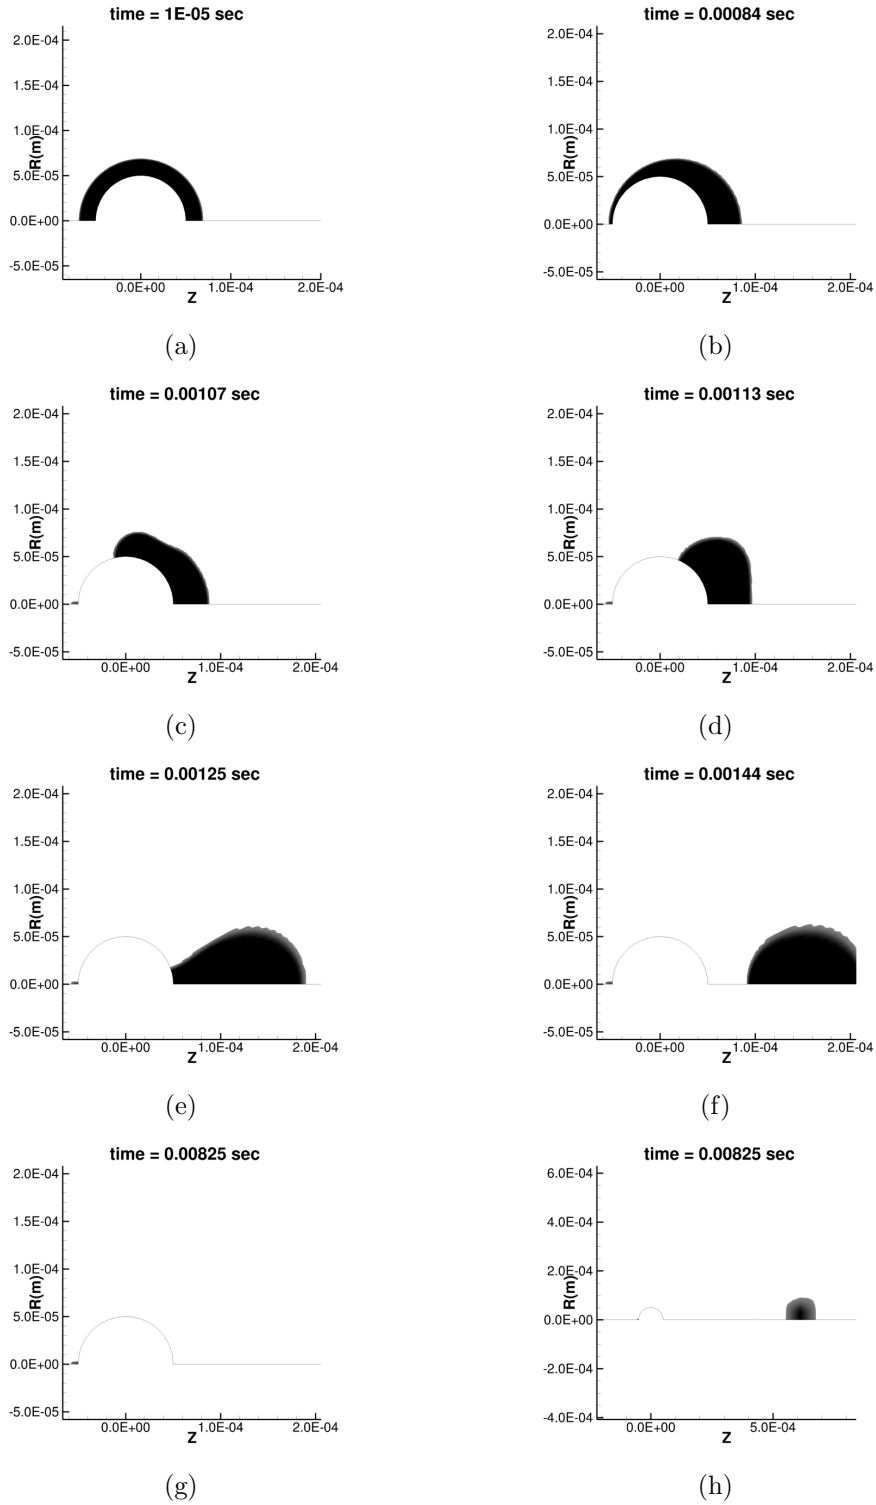 time = 1E-05 sec
2.0E-04
1.5E-04
1.0E-04
5.0E-05
0.0E+00
-5.0E-05
R(m)
0.0E+00 1.0E-04 2.0E-04
Z
(a)
time = 0.00084 sec
2.0E-04
1.5E-04
1.0E-04
5.0E-05
0.0E+00
-5.0E-05
R(m)
0.0E+00 1.0E-04 2.0E-04
Z
(b)
time = 0.00107 sec
2.0E-04
1.5E-04
1.0E-04
5.0E-05
0.0E+00
-5.0E-05
R(m)
0.0E+00 1.0E-04 2.0E-04
Z
(c)
time = 0.00113 sec
2.0E-04
1.5E-04
1.0E-04
5.0E-05
0.0E+00
-5.0E-05
R(m)
0.0E+00 1.0E-04 2.0E-04
Z
(d)
time = 0.00125 sec
2.0E-04
1.5E-04
1.0E-04
5.0E-05
0.0E+00
-5.0E-05
R(m)
0.0E+00 1.0E-04 2.0E-04
Z
(e)
time = 0.00144 sec
2.0E-04
1.5E-04
1.0E-04
5.0E-05
0.0E+00
-5.0E-05
R(m)
0.0E+00 1.0E-04 2.0E-04
Z
(f)
time = 0.00825 sec
2.0E-04
1.5E-04
1.0E-04
5.0E-05
0.0E+00
-5.0E-05
R(m)
0.0E+00 1.0E-04 2.0E-04
Z
(g)
time = 0.00825 sec
6.0E-04
4.0E-04
2.0E-04
0.0E+00
-2.0E-04
-4.0E-04
R(m)
0.0E+00 5.0E-04
Z
(h)